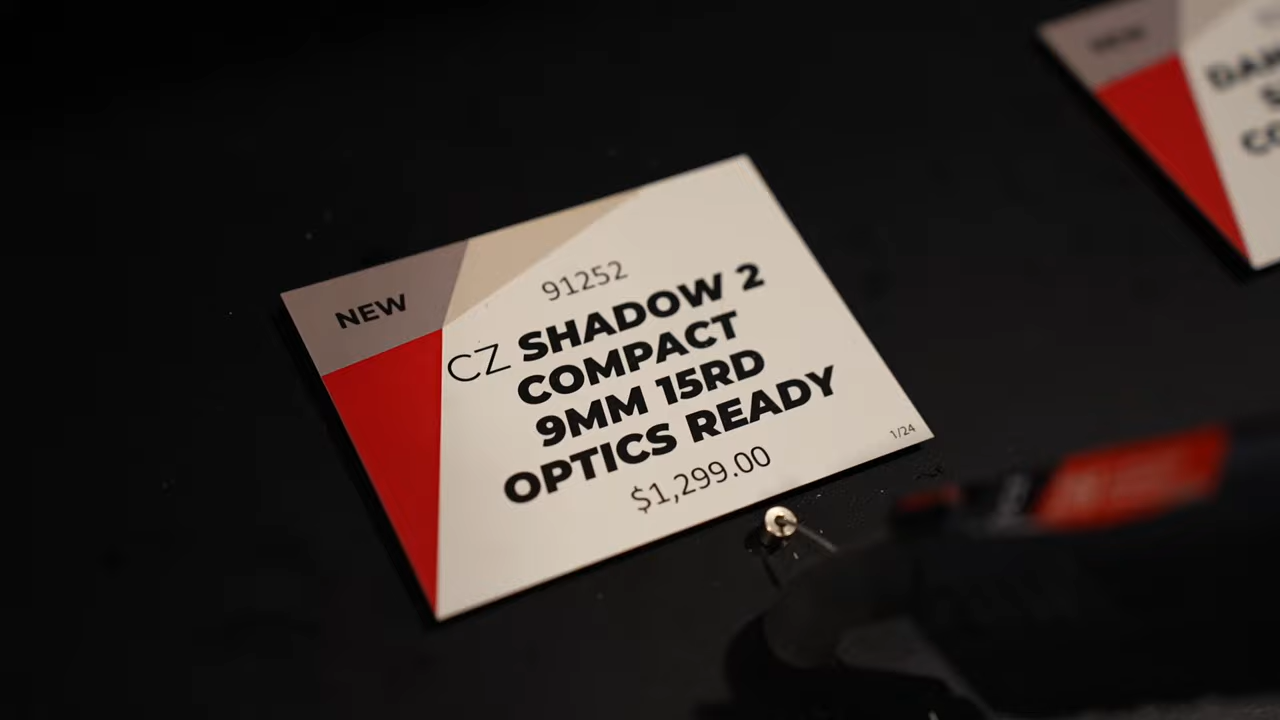 NEW
91252
CZ SHADOW 2
COMPACT
9MM 15RD
OPTICS READY
$1,299.00
1/24